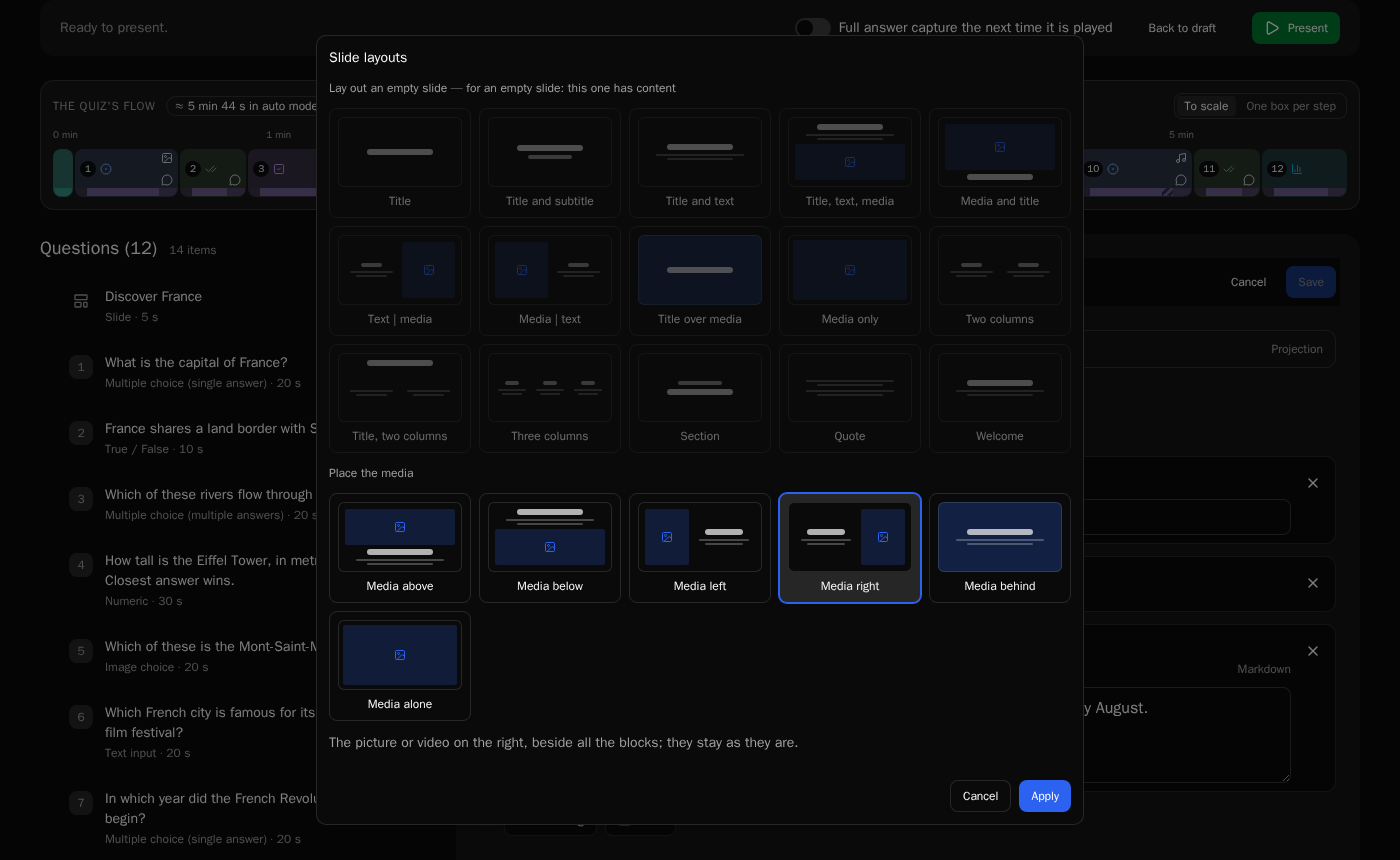 Ready to present.
Full answer capture the next time it is played
Back to draft
Present
Slide layouts
Lay out an empty slide — for an empty slide: this one has content
THE QUIZ'S FLOW
≈ 5 min 44 s in auto mode
To scale
One box per step
0 min
1 min
5 min
1
2
3
10
11
12
Title
Title and subtitle
Title and text
Title, text, media
Media and title
Questions (12)
14 items
Discover France
Slide · 5 s
Cancel
Save
Text | media
Media | text
Title over media
Media only
Two columns
Projection
1
What is the capital of France?
Multiple choice (single answer) · 20 s
2
France shares a land border with
True / False · 10 s
Title, two columns
Three columns
Section
Quote
Welcome
Place the media
3
Which of these rivers flow through
Multiple choice (multiple answers) · 20 s
4
How tall is the Eiffel Tower, in
Closest answer wins.
Numeric · 30 s
Media above
Media below
Media left
Media right
Media behind
5
Which of these is the
Image choice · 20 s
Markdown
y August.
Media alone
6
Which French city is famous for its
film festival?
Text input · 20 s
The picture or video on the right, beside all the blocks; they stay as they are.
7
In which year did the French
begin?
Multiple choice (single answer) · 20 s
Cancel
Apply